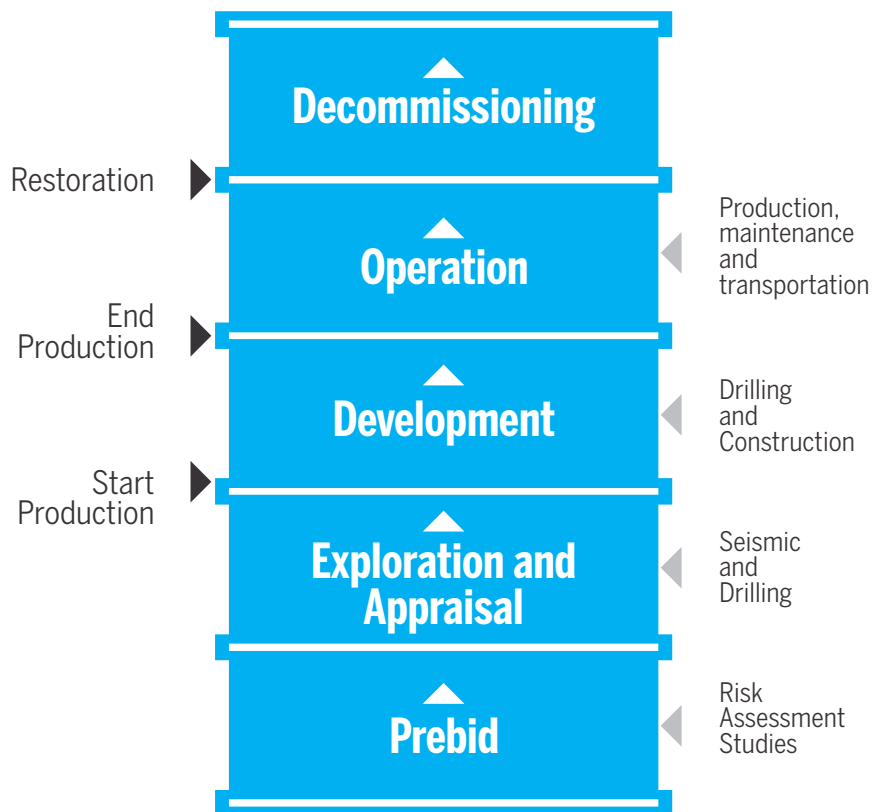 Decommissioning
Restoration
Operation
Production,
maintenance
and
transportation
End
Production
Development
Drilling
and
Construction
Start
Production
Exploration and
Appraisal
Seismic
and
Drilling
Prebid
Risk
Assessment
Studies